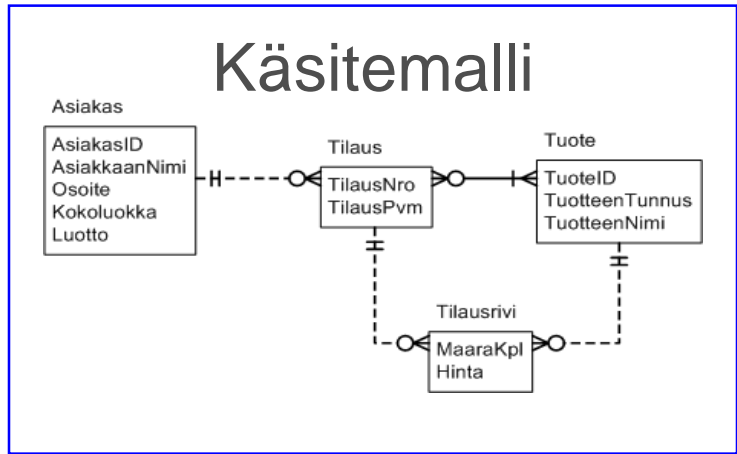 Käsitemalli
Asiakas
AsiakasID
AsiakkaanNimi
Osoite
Kokoluokka
Luotto
Tilaus
TilausNro
TilausPvm
Tuote
TuoteID
TuotteenTunnus
TuotteenNimi
Tilausrivi
MaaraKpl
Hinta